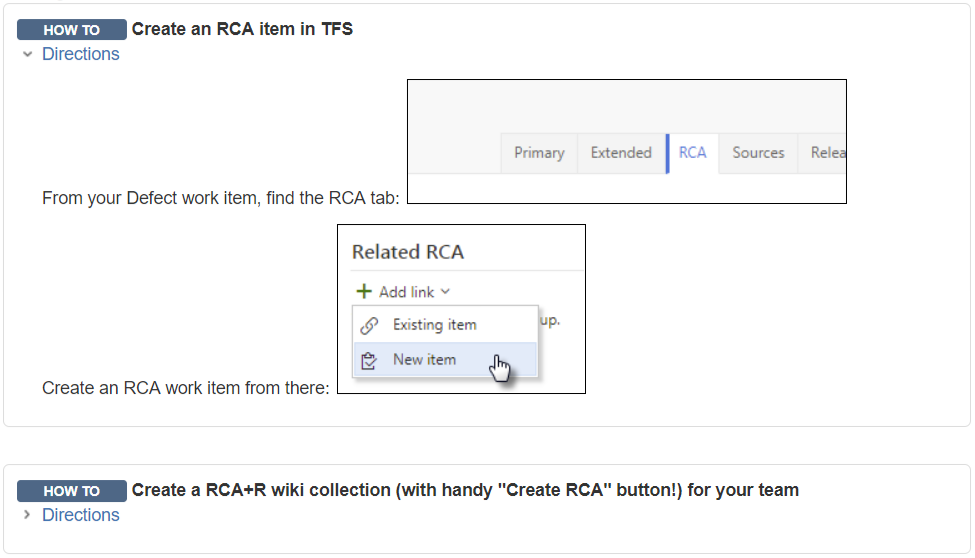 HOW TO Create an RCA item in TFS
Directions
Primary Extended RCA Sources Relea
From your Defect work item, find the RCA tab:
Related RCA
Add link
Existing item up.
New item
Create an RCA work item from there:
HOW TO Create a RCA+R wiki collection (with handy "Create RCA" button!) for your team
Directions